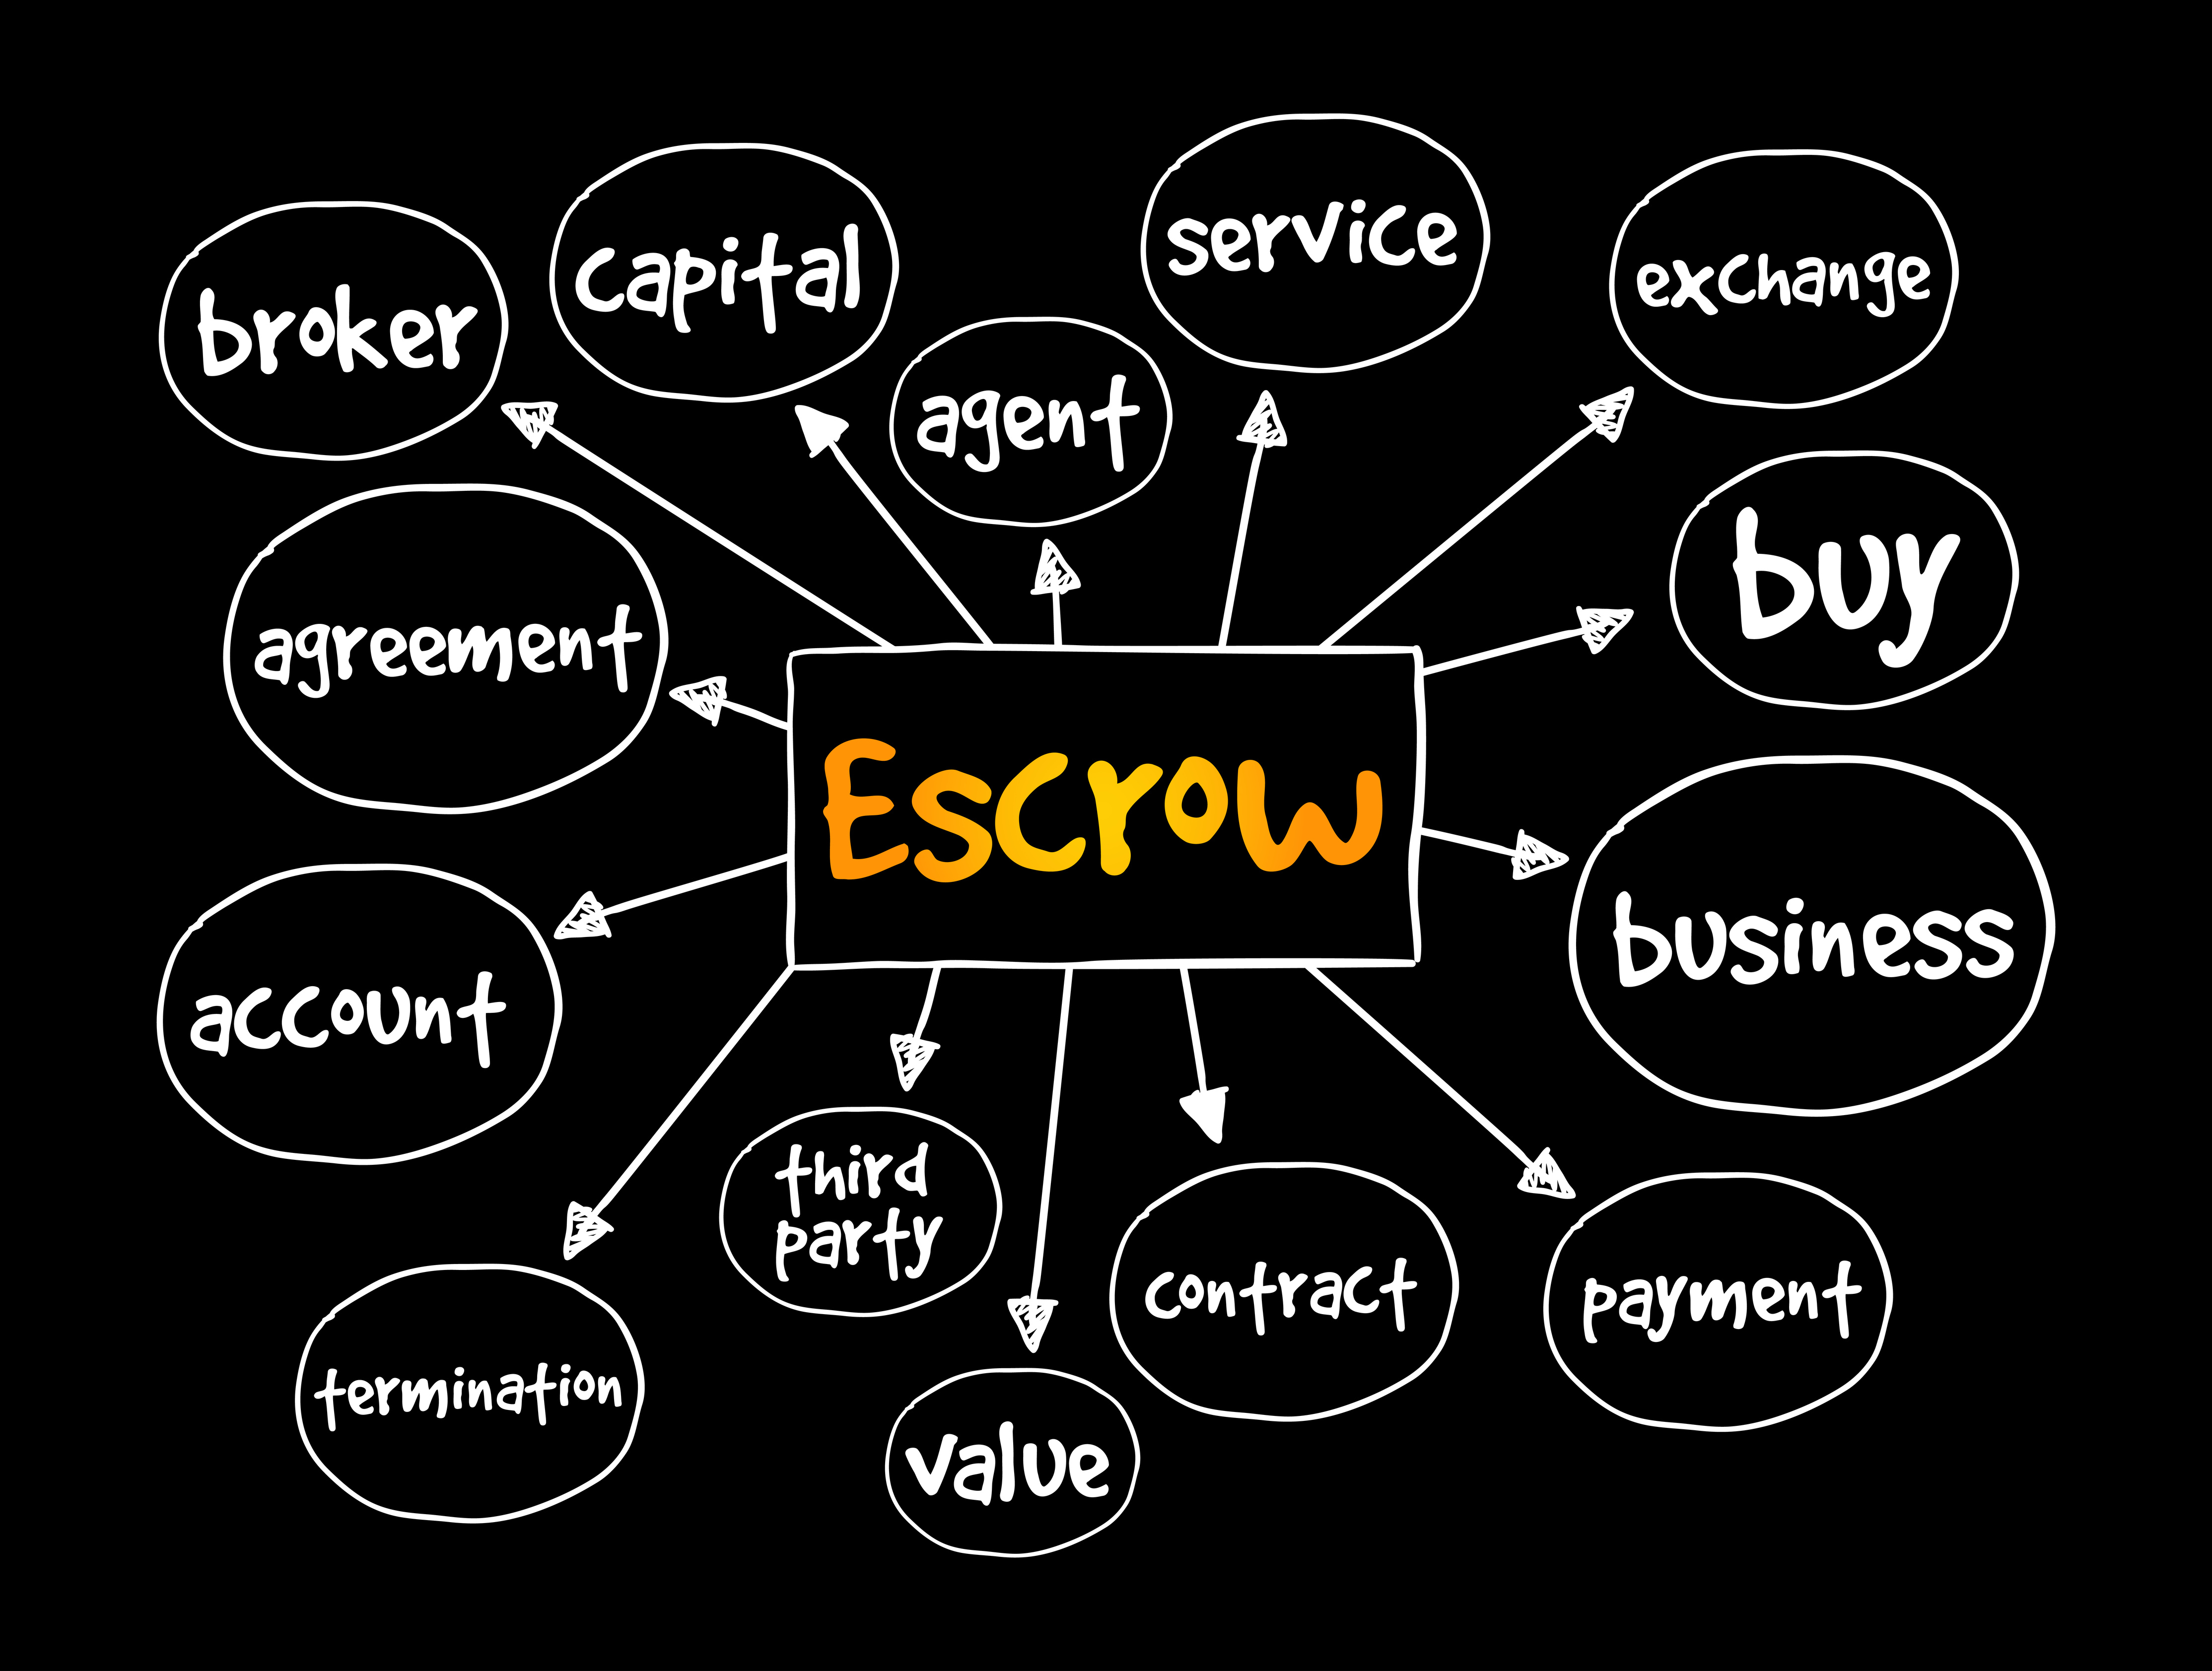 service
capital
exchange
broker
agent
buy
agreement
Escrow
business
account
third
party
contract
payment
termination
value